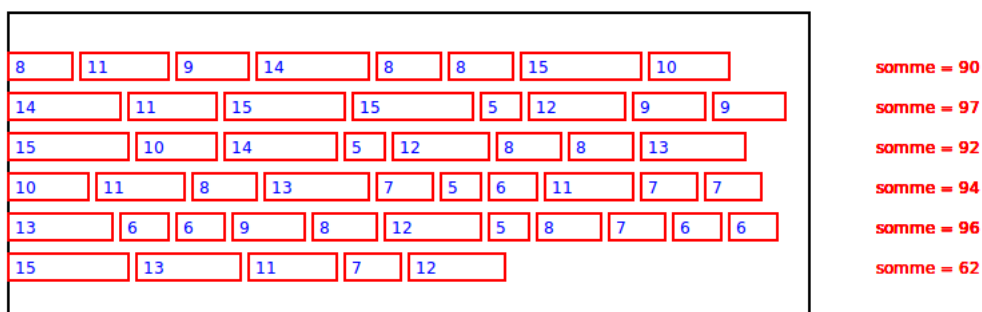 8 11 9 14 8 8 15 10 somme = 90
14 11 15 15 5 12 9 9 somme = 97
15 10 14 5 12 8 8 13 somme = 92
10 11 8 13 7 5 6 11 7 7 somme = 94
13 6 6 9 8 12 5 8 7 6 6 somme = 96
15 13 11 7 12 somme = 62